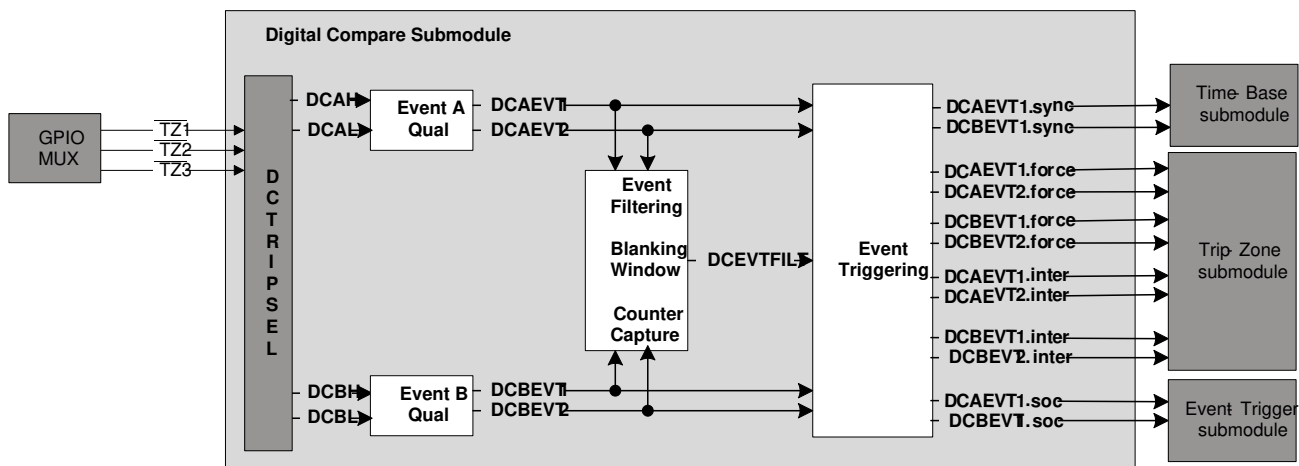 Digital Compare Submodule
GPIO
MUX
TZ1
TZ2
TZ3
DCTRIPSEL
DCAH
DCAL
Event A
Qual
DCAEVT1
DCAEVT2
Event
Filtering
Blanking
Window
Counter
Capture
DCEVTFILT
DCBH
DCBL
Event B
Qual
DCBEVT1
DCBEVT2
Event
Triggering
DCAEVT1.sync
DCBEVT1.sync
DCAEVT1.force
DCAEVT2.force
DCBEVT1.force
DCBEVT2.force
DCAEVT1.inter
DCAEVT2.inter
DCBEVT1.inter
DCBEVT2.inter
DCAEVT1.soc
DCBEVT1.soc
Time-Base
submodule
Trip-Zone
submodule
Event-Trigger
submodule